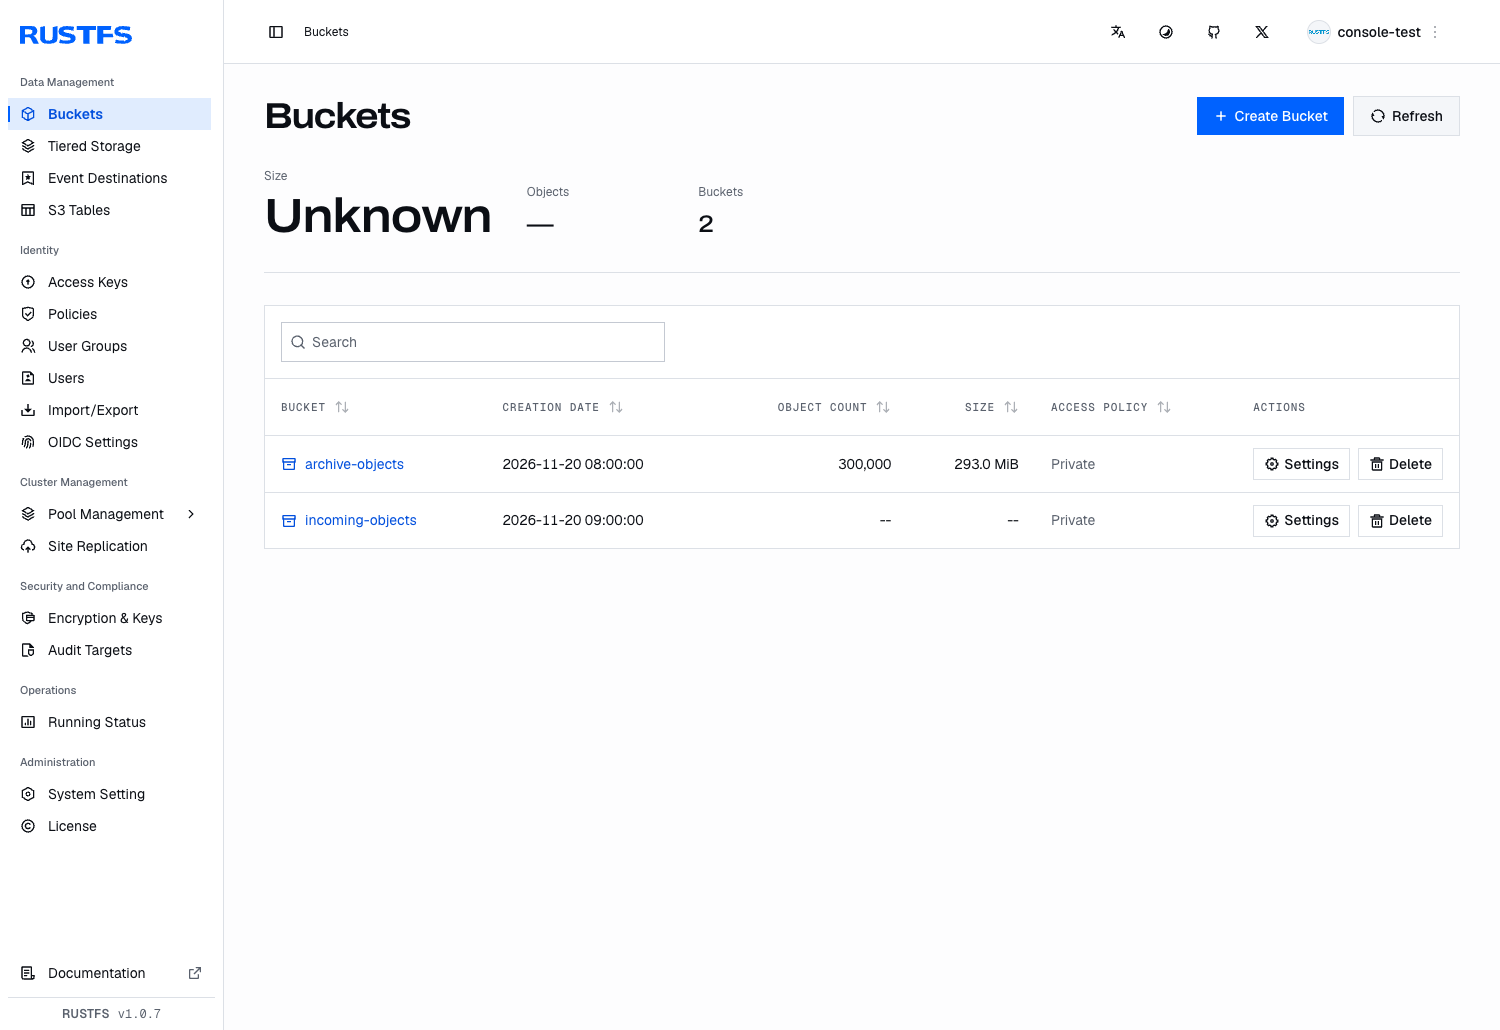 RUSTFS
Data Management
Buckets
Tiered Storage
Event Destinations
S3 Tables
Identity
Access Keys
Policies
User Groups
Users
Import/Export
OIDC Settings
Cluster Management
Pool Management
Site Replication
Security and Compliance
Encryption & Keys
Audit Targets
Operations
Running Status
Administration
System Setting
License
Documentation
RUSTFS v1.0.7
Buckets
RUSTFS console-test
Buckets
Create Bucket Refresh
Size
Unknown
Objects
—
Buckets
2
Search
BUCKET CREATION DATE OBJECT COUNT SIZE ACCESS POLICY ACTIONS
archive-objects 2026-11-20 08:00:00 300,000 293.0 MiB Private Settings Delete
incoming-objects 2026-11-20 09:00:00 -- -- Private Settings Delete